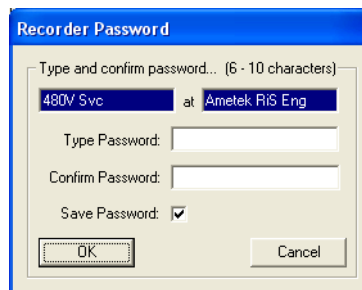 Recorder Password
Type and confirm password... (6 - 10 characters)
480V Svc at Ametek RiS Eng
Type Password:
Confirm Password:
Save Password:
OK Cancel